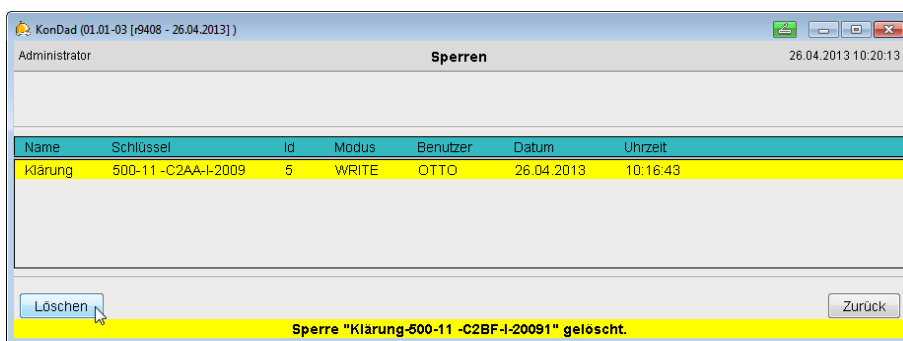 KonDad (01.01-03 [r9408 - 26.04.2013] )
Administrator Sperren 26.04.2013 10:20:13
Name Schlüssel Id Modus Benutzer Datum Uhrzeit
Klärung 500-11 -C2AA-I-2009 5 WRITE OTTO 26.04.2013 10:16:43
Löschen Zurück
Sperre "Klärung-500-11 -C2BF-I-20091" gelöscht.